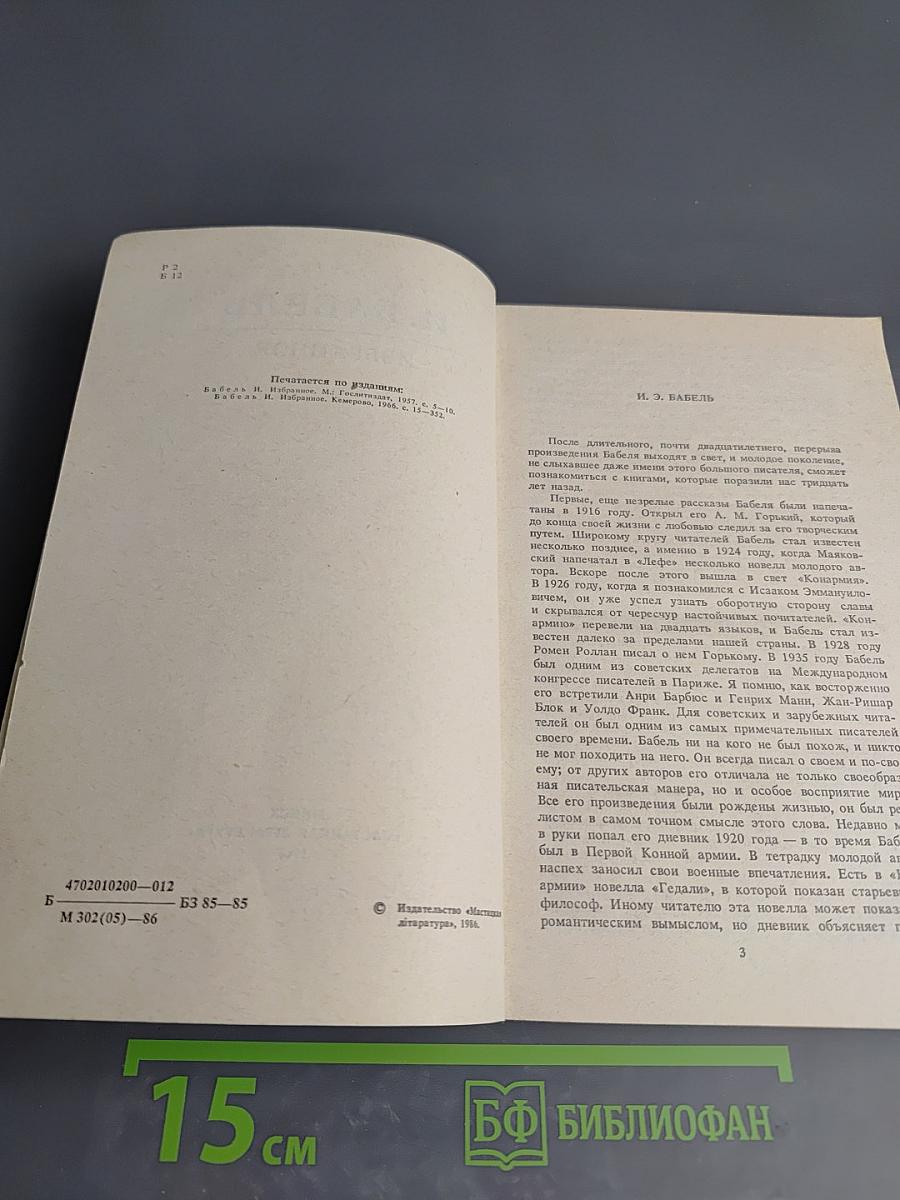 Р 2
Б 12
Печатается по изданиям:
Бабель И. Избранное. М.: Гослитиздат, 1957. с. 5—10.
Бабель И. Избранное. Кемерово, 1966. с. 15—352.
4702010200—012
Б ———— БЗ 85—85
М 302(05)—86
© Издательство «Мастацкая
літаратура», 1986.
И. Э. БАБЕЛЬ
После длительного, почти двадцатилетнего, перерыва
произведения Бабеля выходят в свет, и молодое поколение,
не слыхавшее даже имени этого большого писателя, сможет
познакомиться с книгами, которые поразили нас тридцать
лет назад.
Первые, еще незрелые рассказы Бабеля были напеча-
таны в 1916 году. Открыл его А. М. Горький, который
до конца своей жизни с любовью следил за его творческим
путем. Широкому кругу читателей Бабель стал известен
несколько позднее, а именно в 1924 году, когда Маяков-
ский напечатал в «Лефе» несколько новелл молодого ав-
тора. Вскоре после этого вышла в свет «Конармия».
В 1926 году, когда я познакомился с Исааком Эммануило-
вичем, он уже успел узнать оборотную сторону славы
и скрывался от чересчур настойчивых почитателей. «Кон-
армию» перевели на двадцать языков, и Бабель стал из-
вестен далеко за пределами нашей страны. В 1928 году
Ромен Роллан писал о нем Горькому. В 1935 году Бабель
был одним из советских делегатов на Международном
конгрессе писателей в Париже. Я помню, как восторженно
его встретили Анри Барбюс и Генрих Манн, Жан-Ришар
Блок и Уолдо Франк. Для советских и зарубежных чита-
телей он был одним из самых примечательных писателей
своего времени. Бабель ни на кого не был похож, и никто
не мог походить на него. Он всегда писал о своем и по-сво
ему; от других авторов его отличала не только своеобраз
ная писательская манера, но и особое восприятие мир
Все его произведения были рождены жизнью, он был ре
листом в самом точном смысле этого слова. Недавно м
в руки попал его дневник 1920 года — в то время Баб
был в Первой Конной армии. В тетрадку молодой ав
наспех заносил свои военные впечатления. Есть в «К
армии» новелла «Гедали», в которой показан старьев
философ. Иному читателю эта новелла может показ
романтическим вымыслом, но дневник объясняет п
3
15 см
БФ БИБЛИОФАН